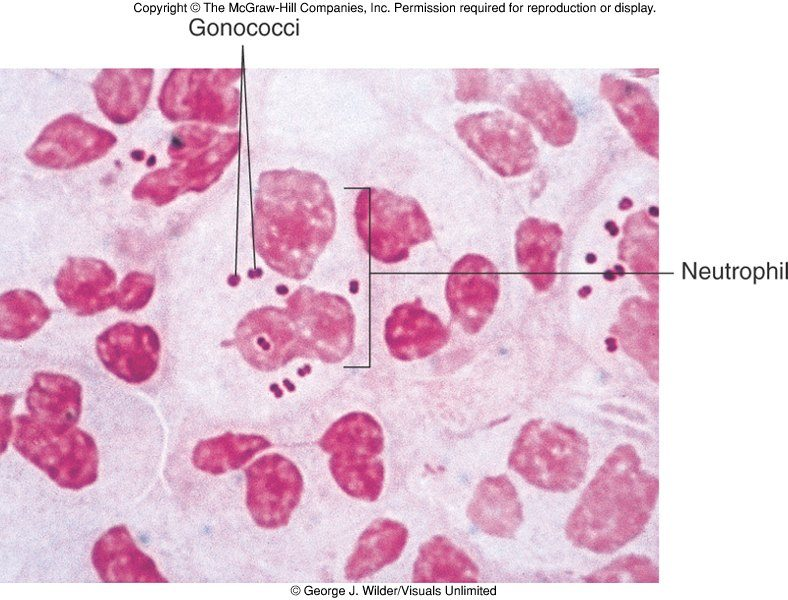 Copyright © The McGraw-Hill Companies, Inc. Permission required for reproduction or display.
Gonococci
Neutrophil
© George J. Wilder/Visuals Unlimited